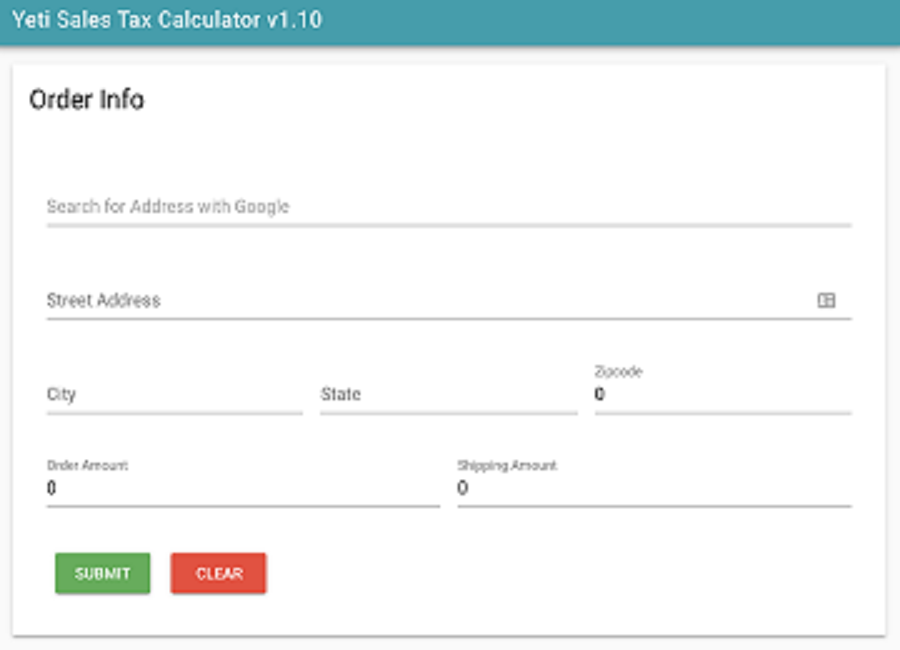 Yeti Sales Tax Calculator v1.10
Order Info
Search for Address with Google
Street Address
City State Zipcode
0
Order Amount Shipping Amount
0 0
SUBMIT CLEAR